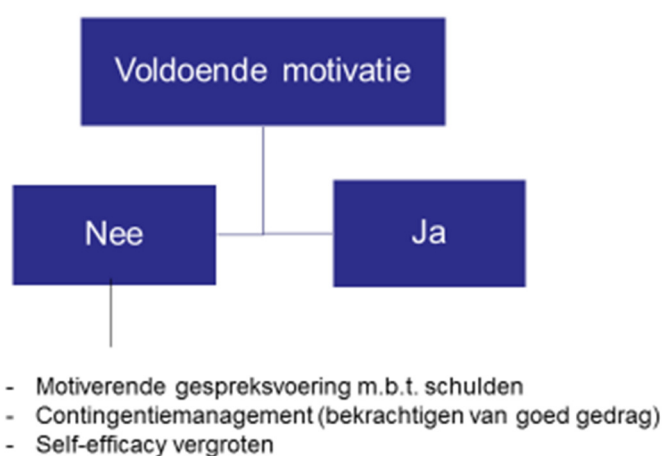 Voldoende motivatie
Nee
Ja
- Motiverende gespreksvoering m.b.t. schulden
- Contingentiemanagement (bekrachtigen van goed gedrag)
- Self-efficacy vergroten